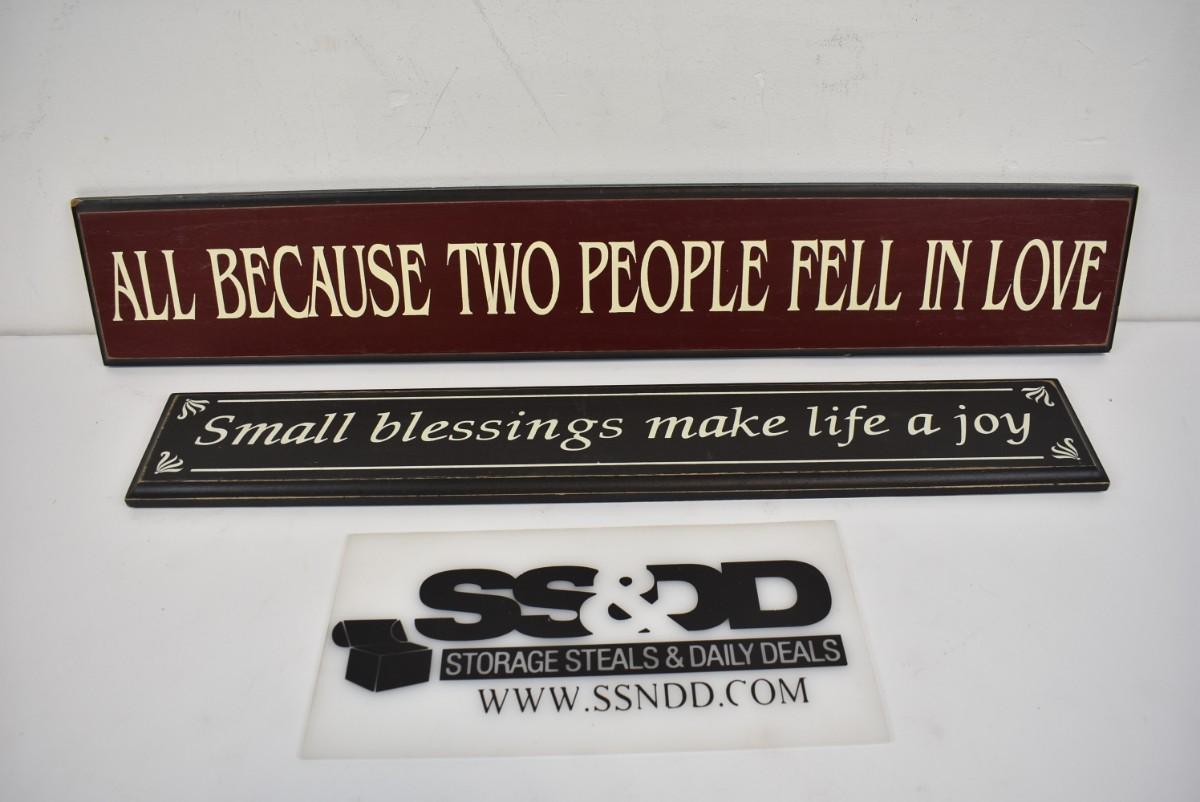 ALL BECAUSE TWO PEOPLE FELL IN LOVE
Small blessings make life a joy
SS&DD
STORAGE STEALS & DAILY DEALS
WWW.SSNDD.COM